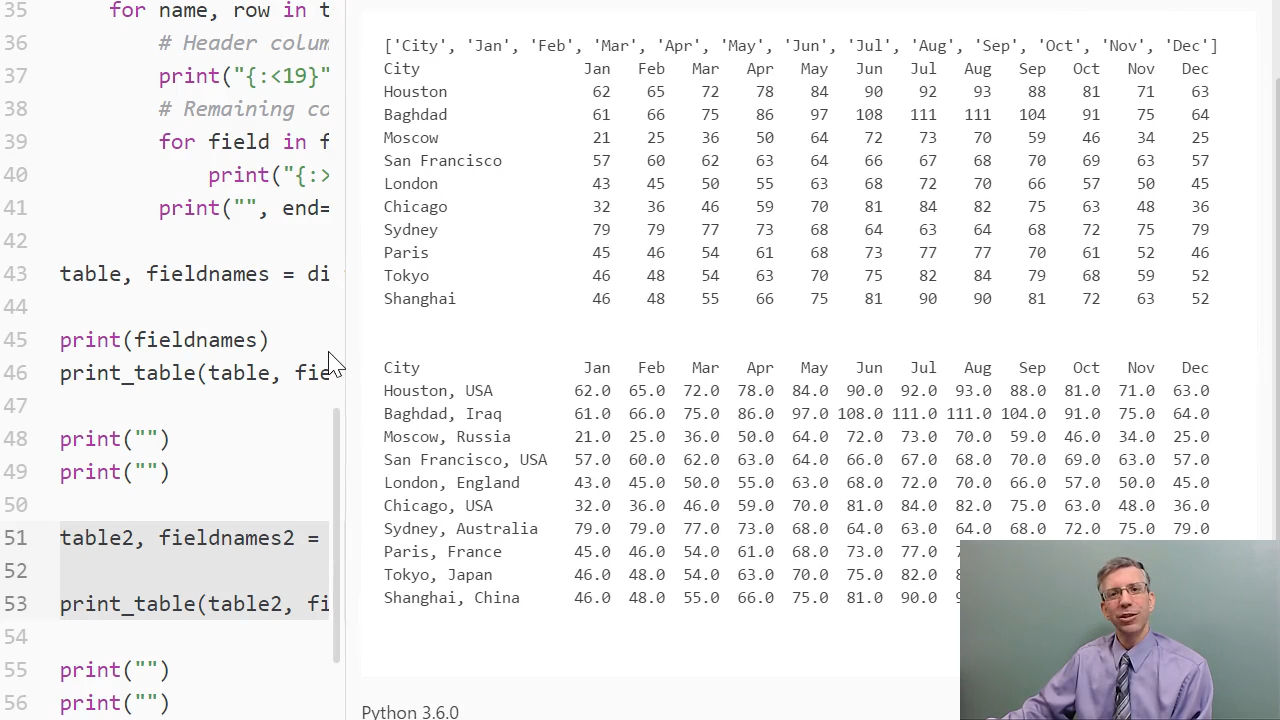 35 for name, row in t
36 # Header colum
37 print("{:<19}"
38 # Remaining co
39 for field in f
40 print("{:>
41 print("", end=
42
43 table, fieldnames = di
44
45 print(fieldnames)
46 print_table(table, fie
47
48 print("")
49 print("")
50
51 table2, fieldnames2 =
52
53 print_table(table2, fi
54
55 print("")
56 print("")
['City', 'Jan', 'Feb', 'Mar', 'Apr', 'May', 'Jun', 'Jul', 'Aug', 'Sep', 'Oct', 'Nov', 'Dec']
City Jan Feb Mar Apr May Jun Jul Aug Sep Oct Nov Dec
Houston 62 65 72 78 84 90 92 93 88 81 71 63
Baghdad 61 66 75 86 97 108 111 111 104 91 75 64
Moscow 21 25 36 50 64 72 73 70 59 46 34 25
San Francisco 57 60 62 63 64 66 67 68 70 69 63 57
London 43 45 50 55 63 68 72 70 66 57 50 45
Chicago 32 36 46 59 70 81 84 82 75 63 48 36
Sydney 79 79 77 73 68 64 63 64 68 72 75 79
Paris 45 46 54 61 68 73 77 77 70 61 52 46
Tokyo 46 48 54 63 70 75 82 84 79 68 59 52
Shanghai 46 48 55 66 75 81 90 90 81 72 63 52
City Jan Feb Mar Apr May Jun Jul Aug Sep Oct Nov Dec
Houston, USA 62.0 65.0 72.0 78.0 84.0 90.0 92.0 93.0 88.0 81.0 71.0 63.0
Baghdad, Iraq 61.0 66.0 75.0 86.0 97.0 108.0 111.0 111.0 104.0 91.0 75.0 64.0
Moscow, Russia 21.0 25.0 36.0 50.0 64.0 72.0 73.0 70.0 59.0 46.0 34.0 25.0
San Francisco, USA 57.0 60.0 62.0 63.0 64.0 66.0 67.0 68.0 70.0 69.0 63.0 57.0
London, England 43.0 45.0 50.0 55.0 63.0 68.0 72.0 70.0 66.0 57.0 50.0 45.0
Chicago, USA 32.0 36.0 46.0 59.0 70.0 81.0 84.0 82.0 75.0 63.0 48.0 36.0
Sydney, Australia 79.0 79.0 77.0 73.0 68.0 64.0 63.0 64.0 68.0 72.0 75.0 79.0
Paris, France 45.0 46.0 54.0 61.0 68.0 73.0 77.0
Tokyo, Japan 46.0 48.0 54.0 63.0 70.0 75.0 82.0
Shanghai, China 46.0 48.0 55.0 66.0 75.0 81.0 90.0
Python 3.6.0